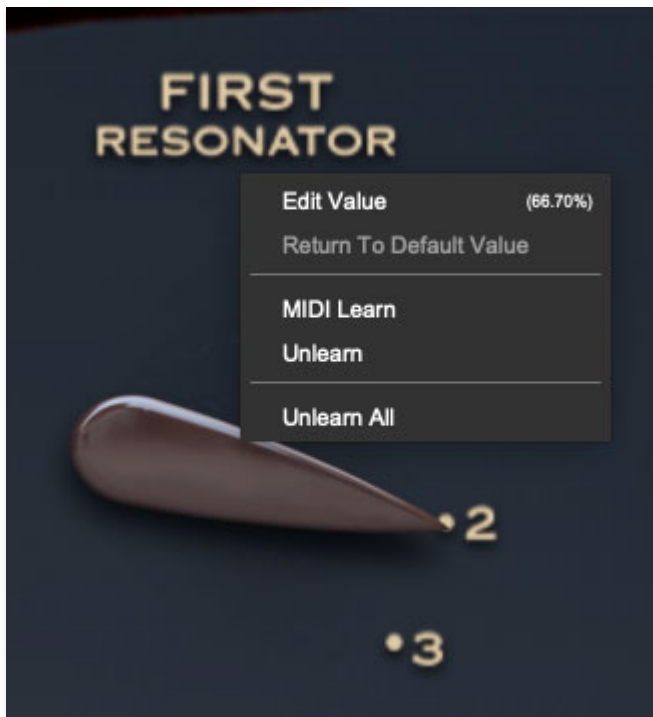 FIRST
RESONATOR
Edit Value (66.70%)
Return To Default Value
MIDI Learn
Unlearn
Unlearn All
2
3